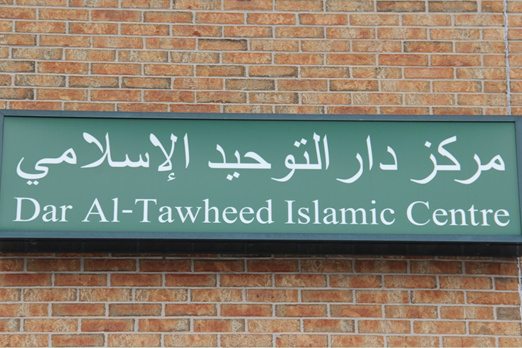 مركز دار التوحيد الإسلامي
Dar Al-Tawheed Islamic Centre